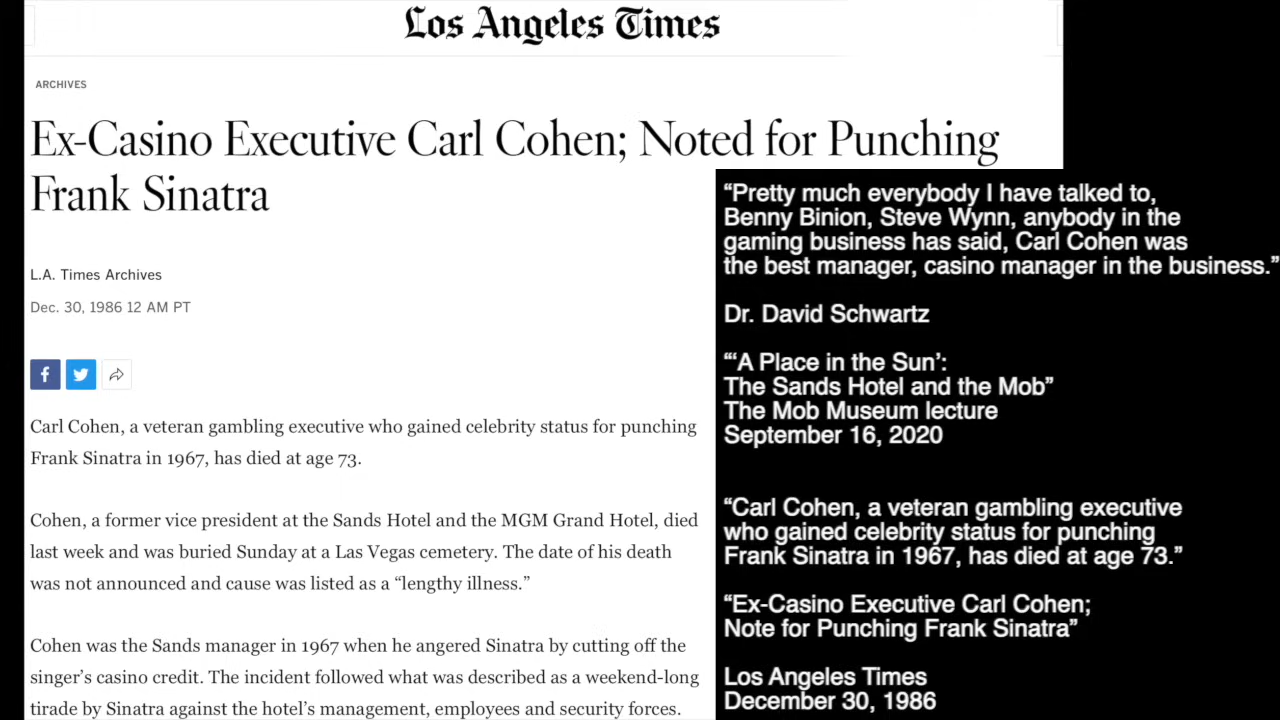 Los Angeles Times
ARCHIVES
Ex-Casino Executive Carl Cohen; Noted for Punching
Frank Sinatra
L.A. Times Archives
Dec. 30, 1986 12 AM PT
Carl Cohen, a veteran gambling executive who gained celebrity status for punching
Frank Sinatra in 1967, has died at age 73.
Cohen, a former vice president at the Sands Hotel and the MGM Grand Hotel, died
last week and was buried Sunday at a Las Vegas cemetery. The date of his death
was not announced and cause was listed as a “lengthy illness.”
Cohen was the Sands manager in 1967 when he angered Sinatra by cutting off the
singer’s casino credit. The incident followed what was described as a weekend-long
tirade by Sinatra against the hotel’s management, employees and security forces.
“Pretty much everybody I have talked to,
Benny Binion, Steve Wynn, anybody in the
gaming business has said, Carl Cohen was
the best manager, casino manager in the business.”
Dr. David Schwartz
“‘A Place in the Sun’:
The Sands Hotel and the Mob”
The Mob Museum lecture
September 16, 2020
“Carl Cohen, a veteran gambling executive
who gained celebrity status for punching
Frank Sinatra in 1967, has died at age 73.”
“Ex-Casino Executive Carl Cohen;
Note for Punching Frank Sinatra”
Los Angeles Times
December 30, 1986